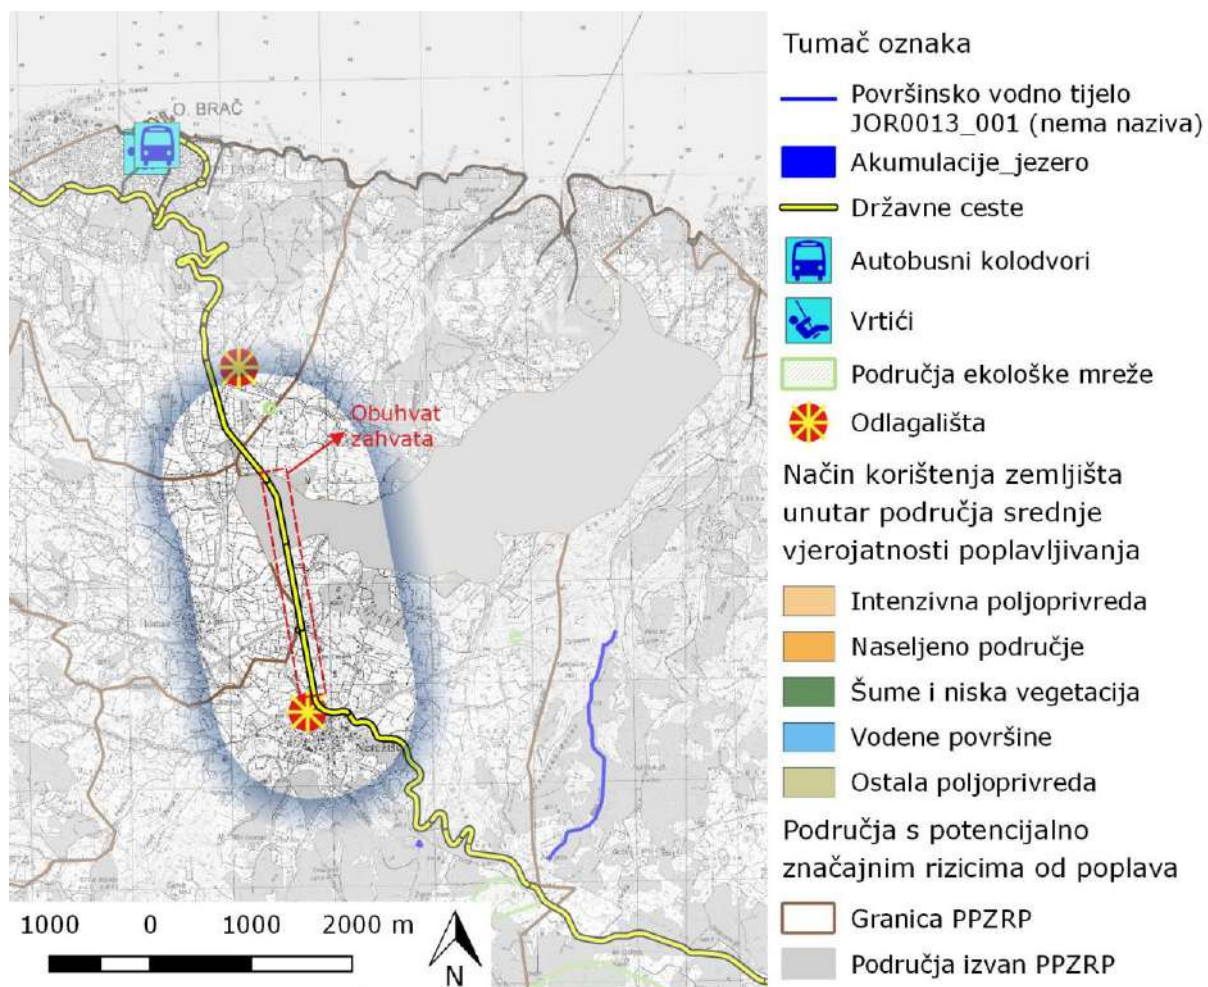 O. BRAČ
Obuhvat
zahvata
1000 0 1000 2000 m
N
Tumač oznaka
Površinsko vodno tijelo
JOR0013_001 (nema naziva)
Akumulacije_jezero
Državne ceste
Autobusni kolodvori
Vrtići
Područja ekološke mreže
Odlagališta
Način korištenja zemljišta
unutar područja srednje
vjerojatnosti poplavljivanja
Intenzivna poljoprivreda
Naseljeno područje
Šume i niska vegetacija
Vodene površine
Ostala poljoprivreda
Područja s potencijalno
značajnim rizicima od poplava
Granica PPZRP
Područja izvan PPZRP